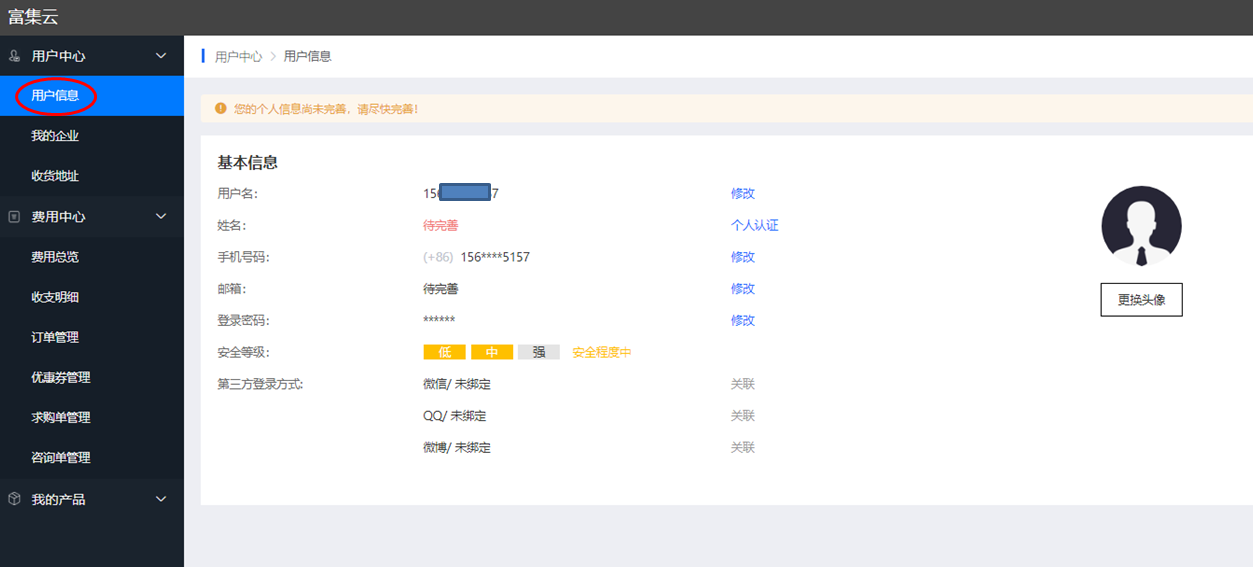 富集云
用户中心
用户信息
我的企业
收货地址
费用中心
费用总览
收支明细
订单管理
优惠券管理
求购单管理
咨询单管理
我的产品
用户中心 > 用户信息
您的个人信息尚未完善，请尽快完善！
基本信息
用户名： 156 7 修改
姓名： 待完善 个人认证
手机号码： (+86) 156****5157 修改
邮箱： 待完善 修改
登录密码： ****** 修改
安全等级： 低 中 强 安全程度中
第三方登录方式： 微信/ 未绑定 关联
QQ/ 未绑定 关联
微博/ 未绑定 关联
更换头像